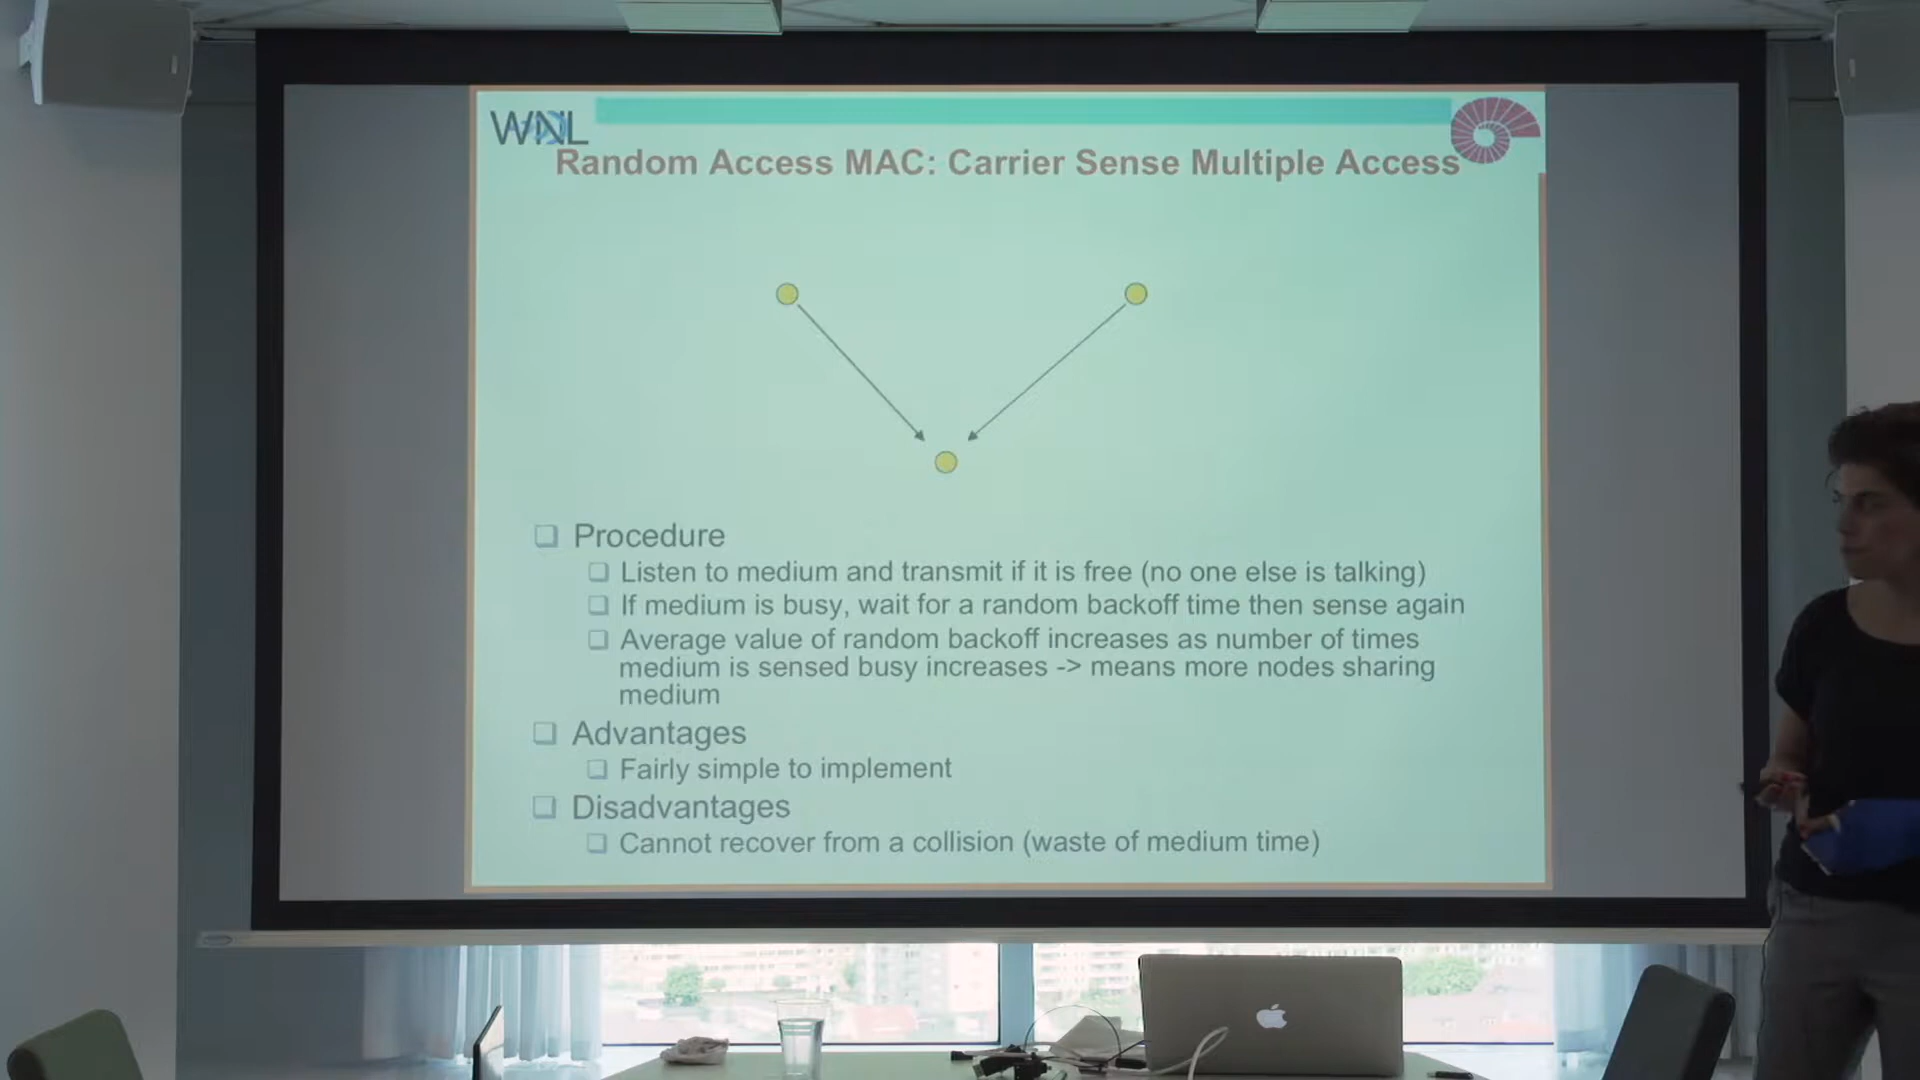 WNL
Random Access MAC: Carrier Sense Multiple Access
Procedure
Listen to medium and transmit if it is free (no one else is talking)
If medium is busy, wait for a random backoff time then sense again
Average value of random backoff increases as number of times
medium is sensed busy increases -> means more nodes sharing
medium
Advantages
Fairly simple to implement
Disadvantages
Cannot recover from a collision (waste of medium time)